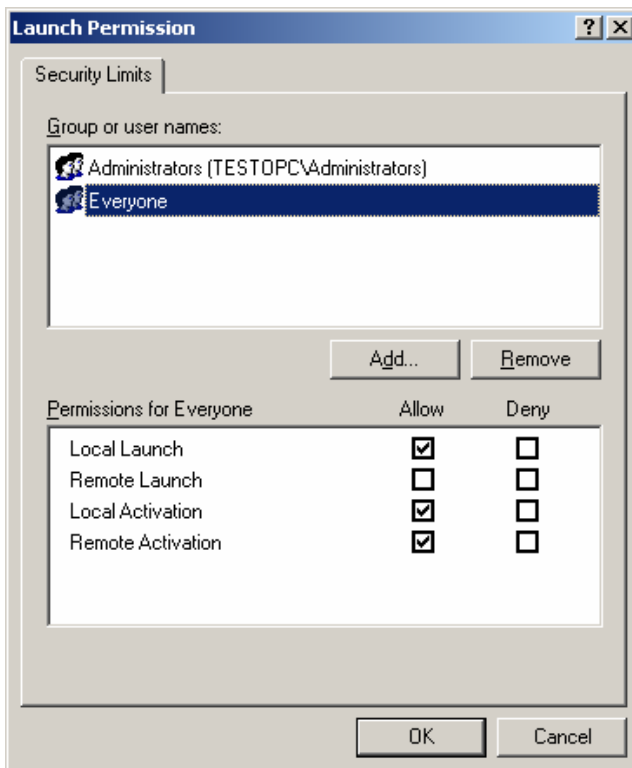 Launch Permission
Security Limits
Group or user names:
Administrators (TESTOPC\Administrators)
Everyone
Add...
Remove
Permissions for Everyone Allow Deny
Local Launch
Remote Launch
Local Activation
Remote Activation
OK
Cancel